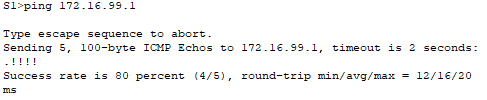 S1>ping 172.16.99.1
Type escape sequence to abort.
Sending 5, 100-byte ICMP Echos to 172.16.99.1, timeout is 2 seconds:
.!!!!
Success rate is 80 percent (4/5), round-trip min/avg/max = 12/16/20
ms